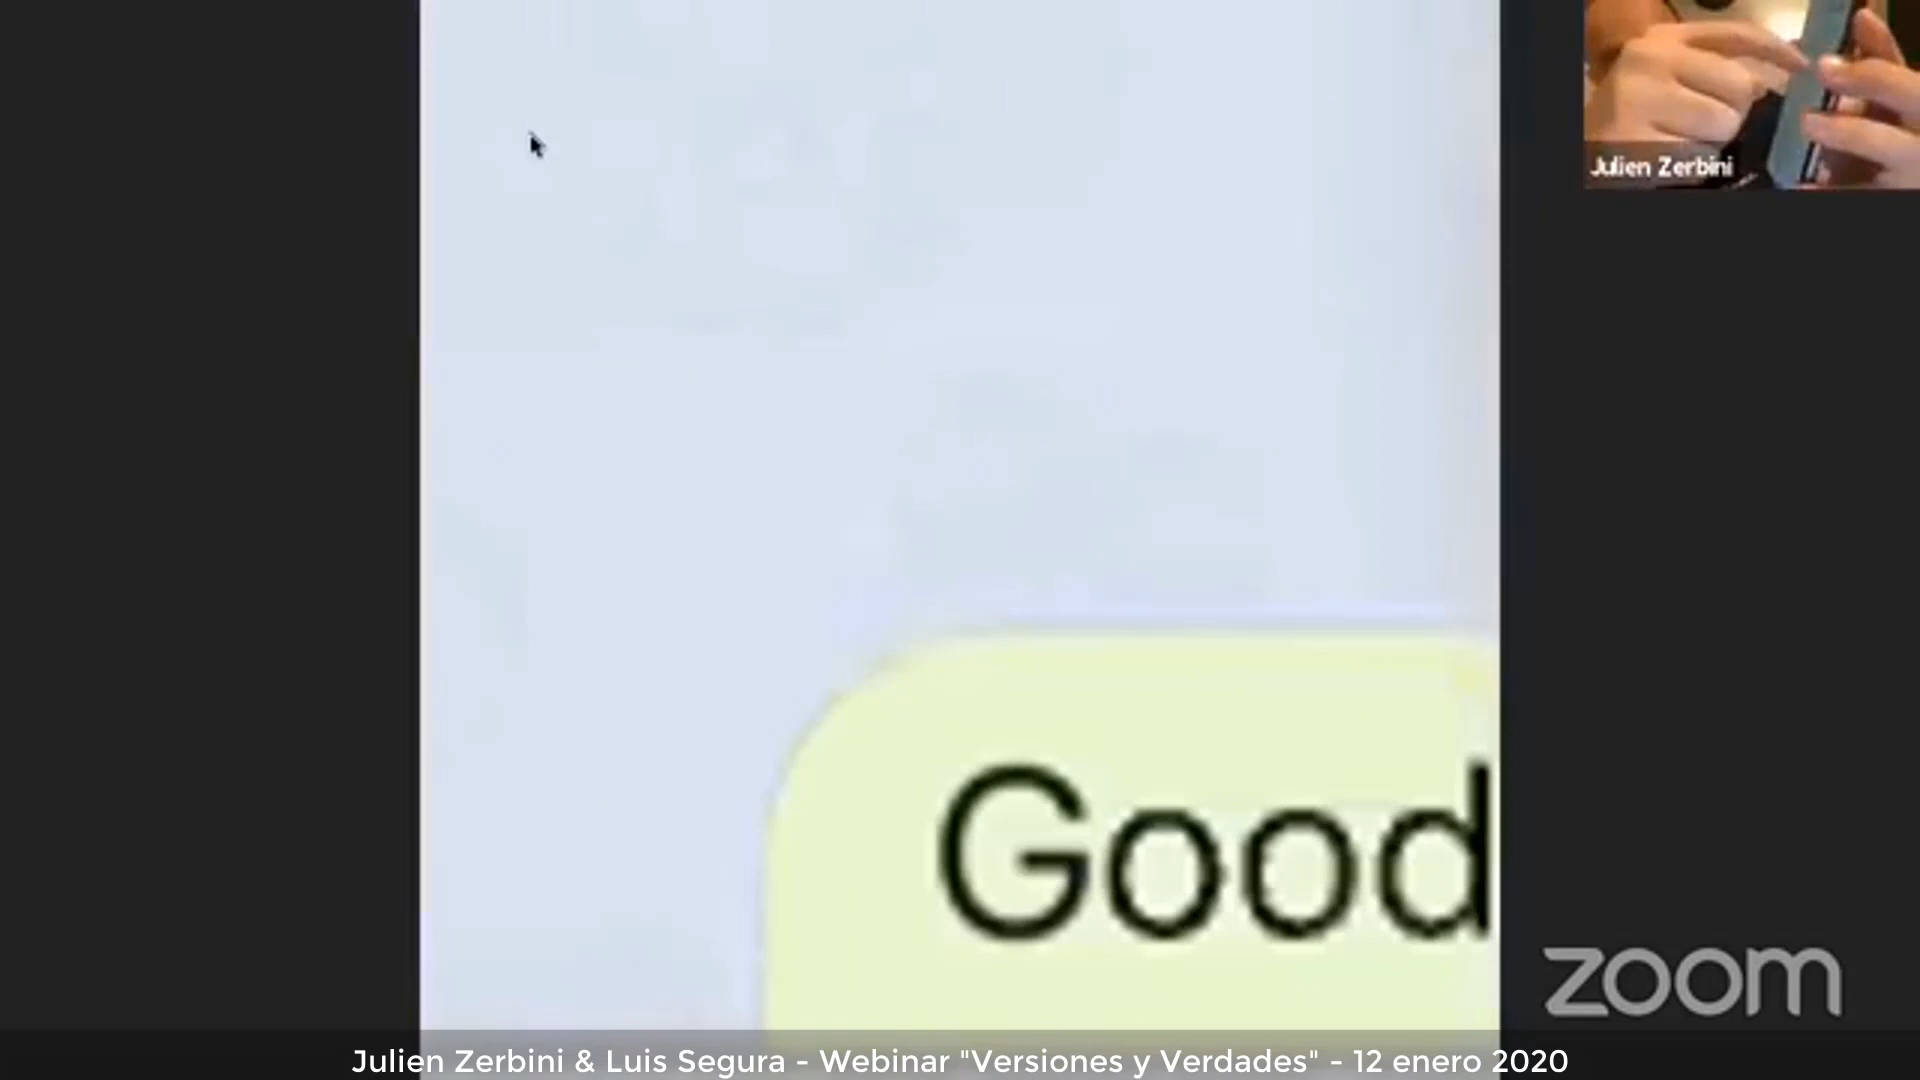 Julien Zerbini
Good
zoom
Julien Zerbini & Luis Segura - Webinar "Versiones y Verdades" - 12 enero 2020